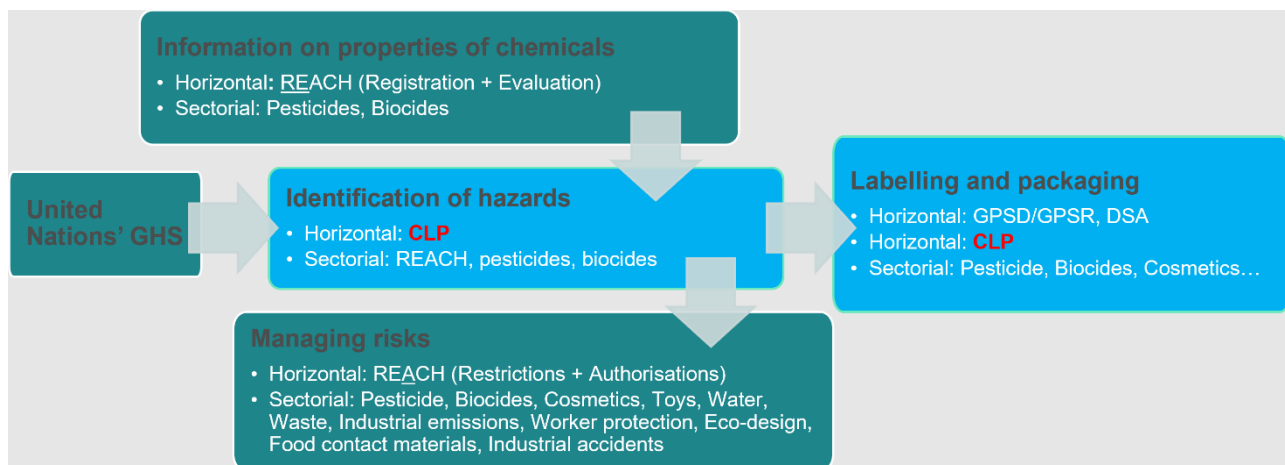 Information on properties of chemicals
• Horizontal: REACH (Registration + Evaluation)
• Sectorial: Pesticides, Biocides
United
Nations' GHS
Identification of hazards
• Horizontal: CLP
• Sectorial: REACH, pesticides, biocides
Labelling and packaging
• Horizontal: GPSD/GPSR, DSA
• Horizontal: CLP
• Sectorial: Pesticide, Biocides, Cosmetics…
Managing risks
• Horizontal: REACH (Restrictions + Authorisations)
• Sectorial: Pesticide, Biocides, Cosmetics, Toys, Water,
Waste, Industrial emissions, Worker protection, Eco-design,
Food contact materials, Industrial accidents